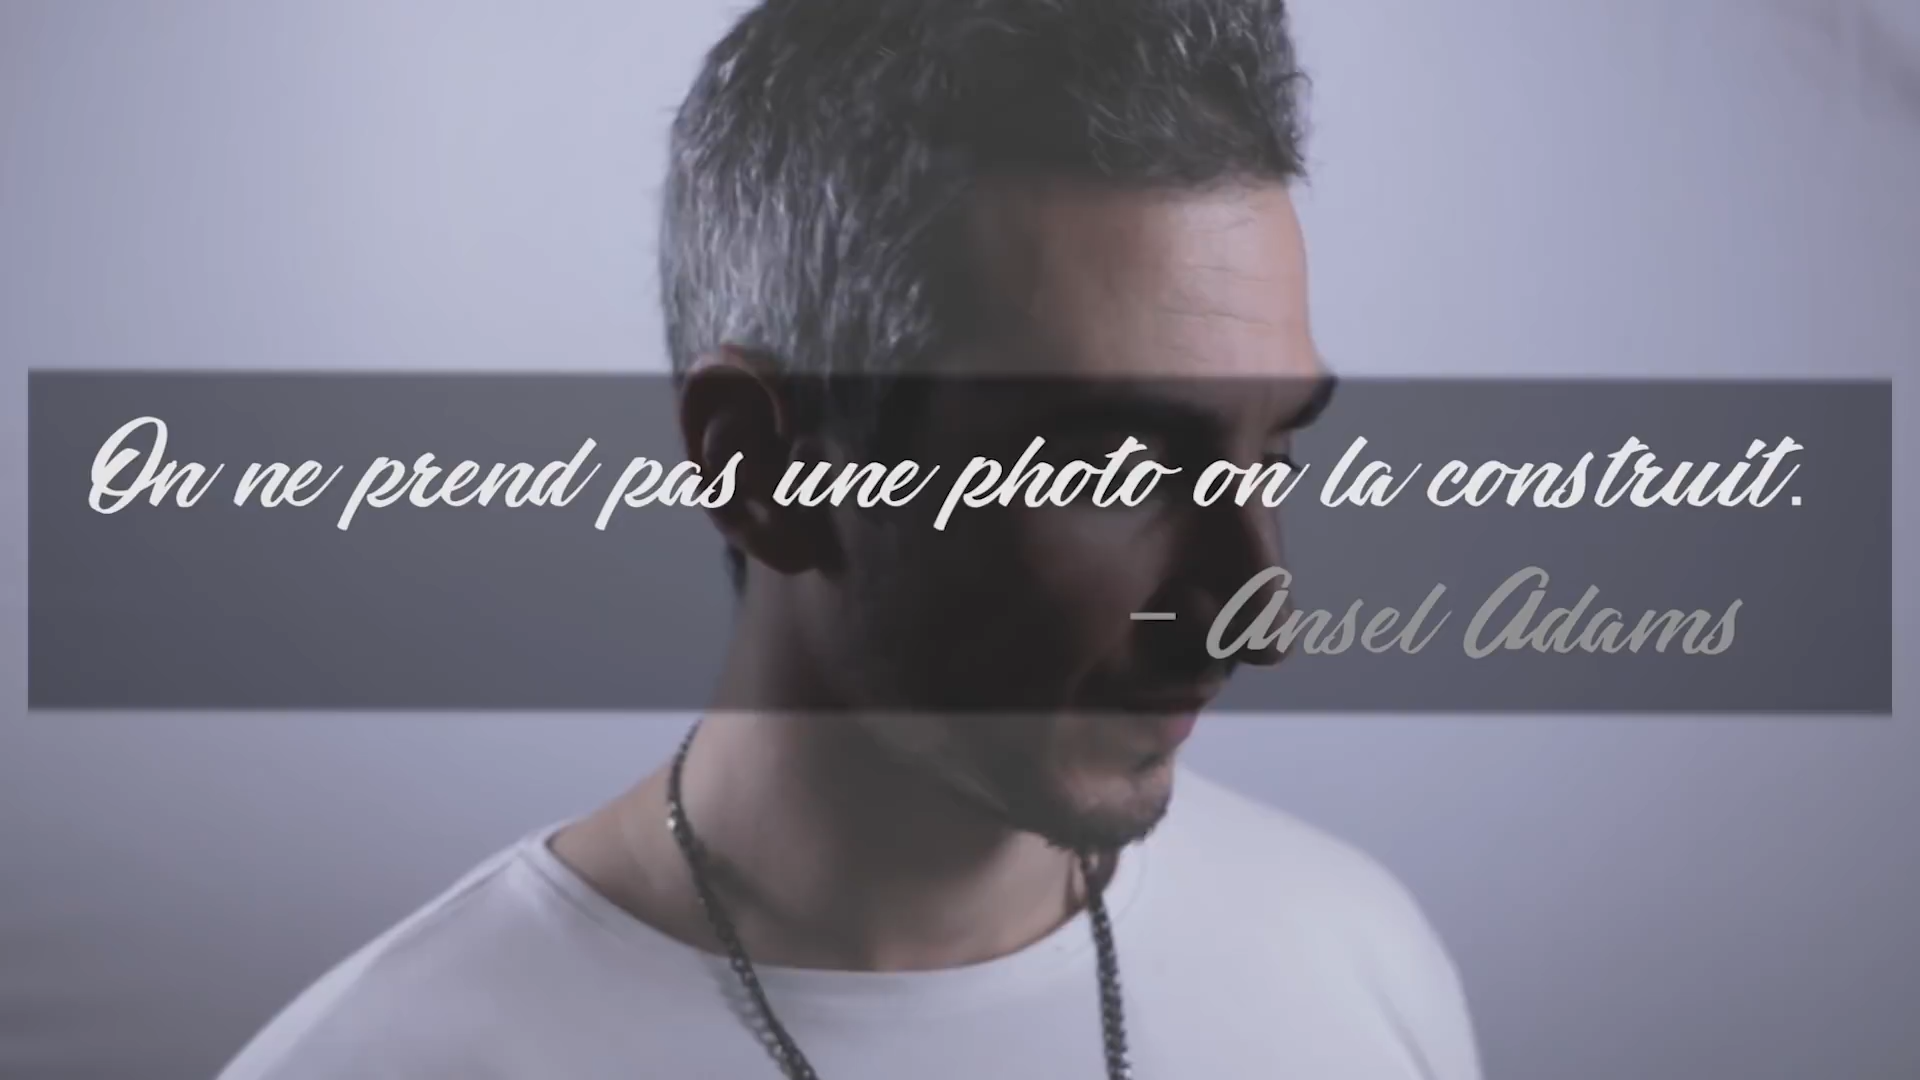 On ne prend pas une photo on la construit.
– Ansel Adams